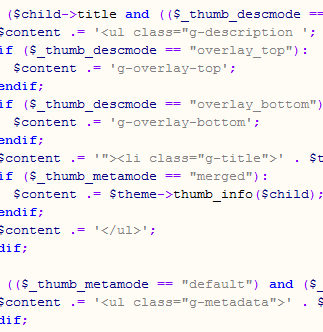 ($child->title and (($_thumb_descmode ==
$content .= '<ul class="g-description ';
if ($_thumb_descmode == "overlay_top"):
$content .= 'g-overlay-top';
endif;
if ($_thumb_descmode == "overlay_bottom")
$content .= 'g-overlay-bottom';
endif;
$content .= '"><li class="g-title">' . $t
if ($_thumb_metamode == "merged"):
$content .= $theme->thumb_info($child);
endif;
$content .= '</ul>';
dif;
(($_thumb_metamode == "default") and ($_
$content .= '<ul class="g-metadata">' . $
if;